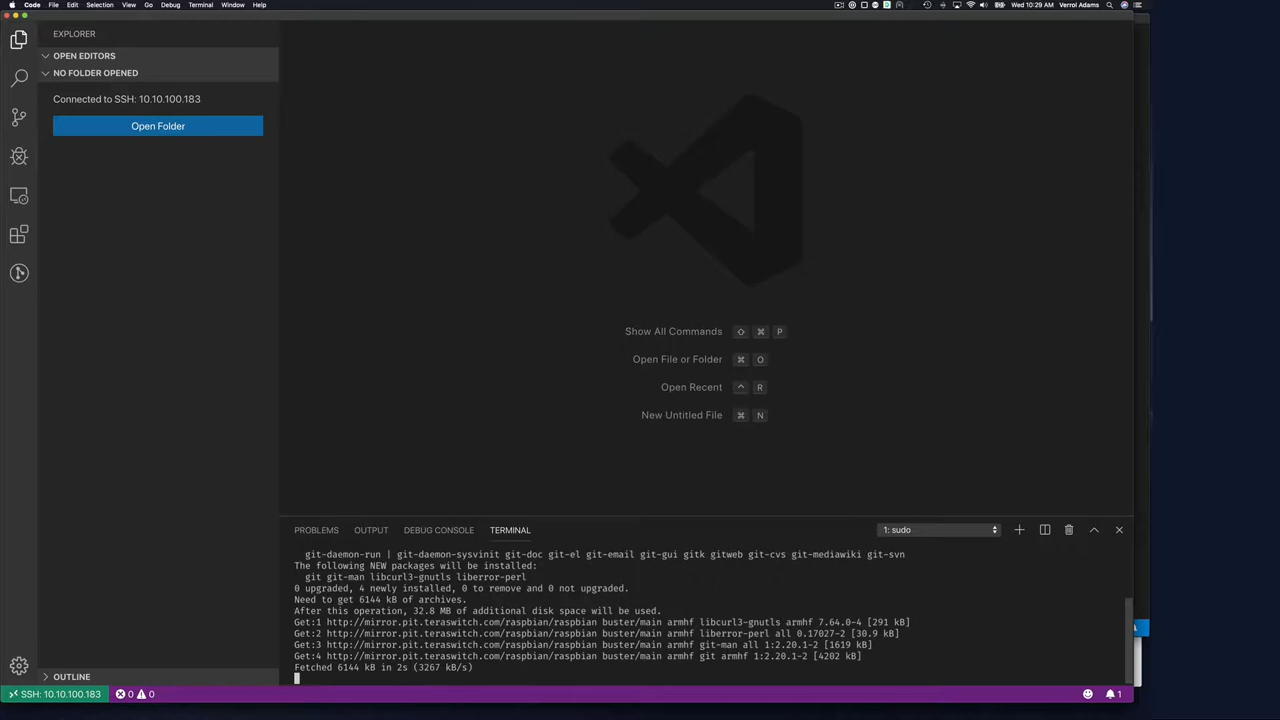 Code File Edit Selection View Go Debug Terminal Window Help
Wed 10:29 AM Verrol Adams
EXPLORER
OPEN EDITORS
NO FOLDER OPENED
Connected to SSH: 10.10.100.183
Open Folder
Show All Commands ⇧ ⌘ P
Open File or Folder ⌘ O
Open Recent ^ R
New Untitled File ⌘ N
PROBLEMS OUTPUT DEBUG CONSOLE TERMINAL 1: sudo
git-daemon-run | git-daemon-sysvinit git-doc git-el git-email git-gui gitk gitweb git-cvs git-mediawiki git-svn
The following NEW packages will be installed:
git git-man libcurl3-gnutls liberror-perl
0 upgraded, 4 newly installed, 0 to remove and 0 not upgraded.
Need to get 6144 kB of archives.
After this operation, 32.8 MB of additional disk space will be used.
Get:1 http://mirror.pit.teraswitch.com/raspbian/raspbian buster/main armhf libcurl3-gnutls armhf 7.64.0-4 [291 kB]
Get:2 http://mirror.pit.teraswitch.com/raspbian/raspbian buster/main armhf liberror-perl all 0.17027-2 [30.9 kB]
Get:3 http://mirror.pit.teraswitch.com/raspbian/raspbian buster/main armhf git-man all 1:2.20.1-2 [1619 kB]
Get:4 http://mirror.pit.teraswitch.com/raspbian/raspbian buster/main armhf git armhf 1:2.20.1-2 [4202 kB]
Fetched 6144 kB in 2s (3267 kB/s)
OUTLINE
SSH: 10.10.100.183 0 0 1